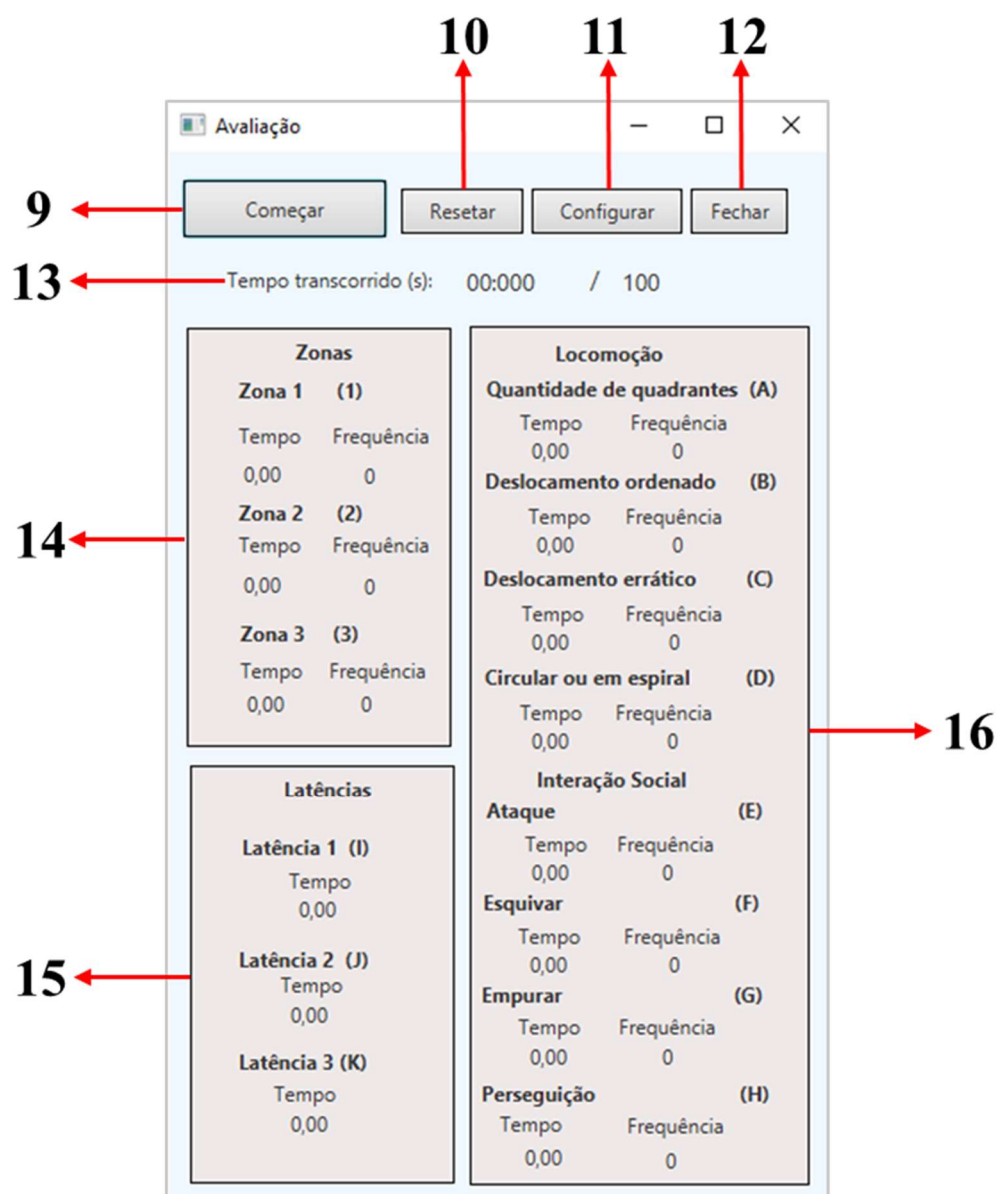 10 11 12
Avaliação
9
Começar Resetar Configurar Fechar
13
Tempo transcorrido (s): 00:000 / 100
14
Zonas
Zona 1 (1)
Tempo Frequência
0,00 0
Zona 2 (2)
Tempo Frequência
0,00 0
Zona 3 (3)
Tempo Frequência
0,00 0
15
Latências
Latência 1 (I)
Tempo
0,00
Latência 2 (J)
Tempo
0,00
Latência 3 (K)
Tempo
0,00
Locomoção
Quantidade de quadrantes (A)
Tempo Frequência
0,00 0
Deslocamento ordenado (B)
Tempo Frequência
0,00 0
Deslocamento errático (C)
Tempo Frequência
0,00 0
Circular ou em espiral (D)
Tempo Frequência
0,00 0
Interação Social
Ataque (E)
Tempo Frequência
0,00 0
Esquivar (F)
Tempo Frequência
0,00 0
Empurar (G)
Tempo Frequência
0,00 0
Perseguição (H)
Tempo Frequência
0,00 0
16